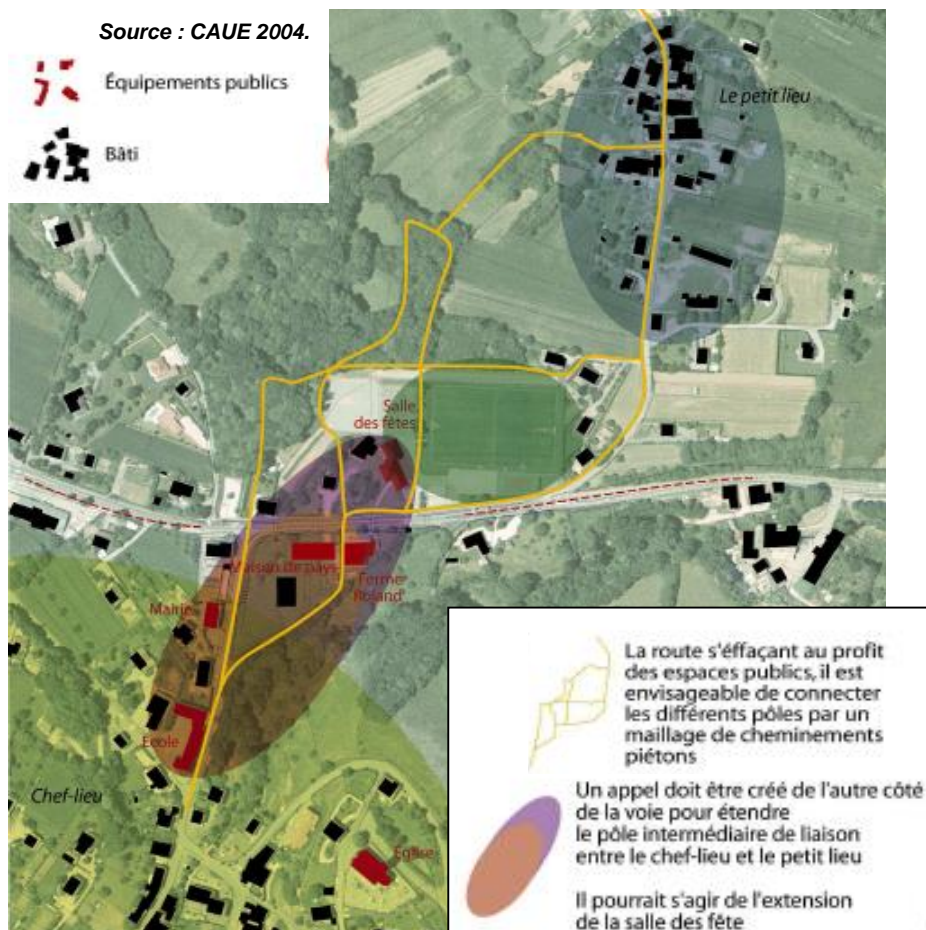 Source : CAUE 2004.
Équipements publics
Bâti
Le petit lieu
Salle
des fêtes
Maison de pays
Ferme
Roland
Mairie
Ecole
Chef-lieu
Eglise
La route s'éffaçant au profit
des espaces publics, il est
envisageable de connecter
les différents pôles par un
maillage de cheminements
piétons
Un appel doit être créé de l'autre côté
de la voie pour étendre
le pôle intermédiaire de liaison
entre le chef-lieu et le petit lieu
Il pourrait s'agir de l'extension
de la salle des fête